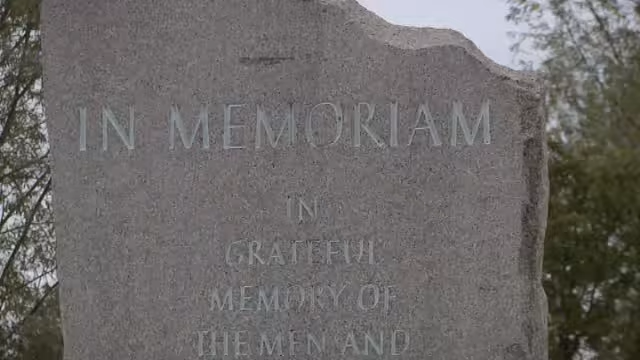 IN MEMORIAM
IN
GRATEFUL
MEMORY OF
THE MEN AND